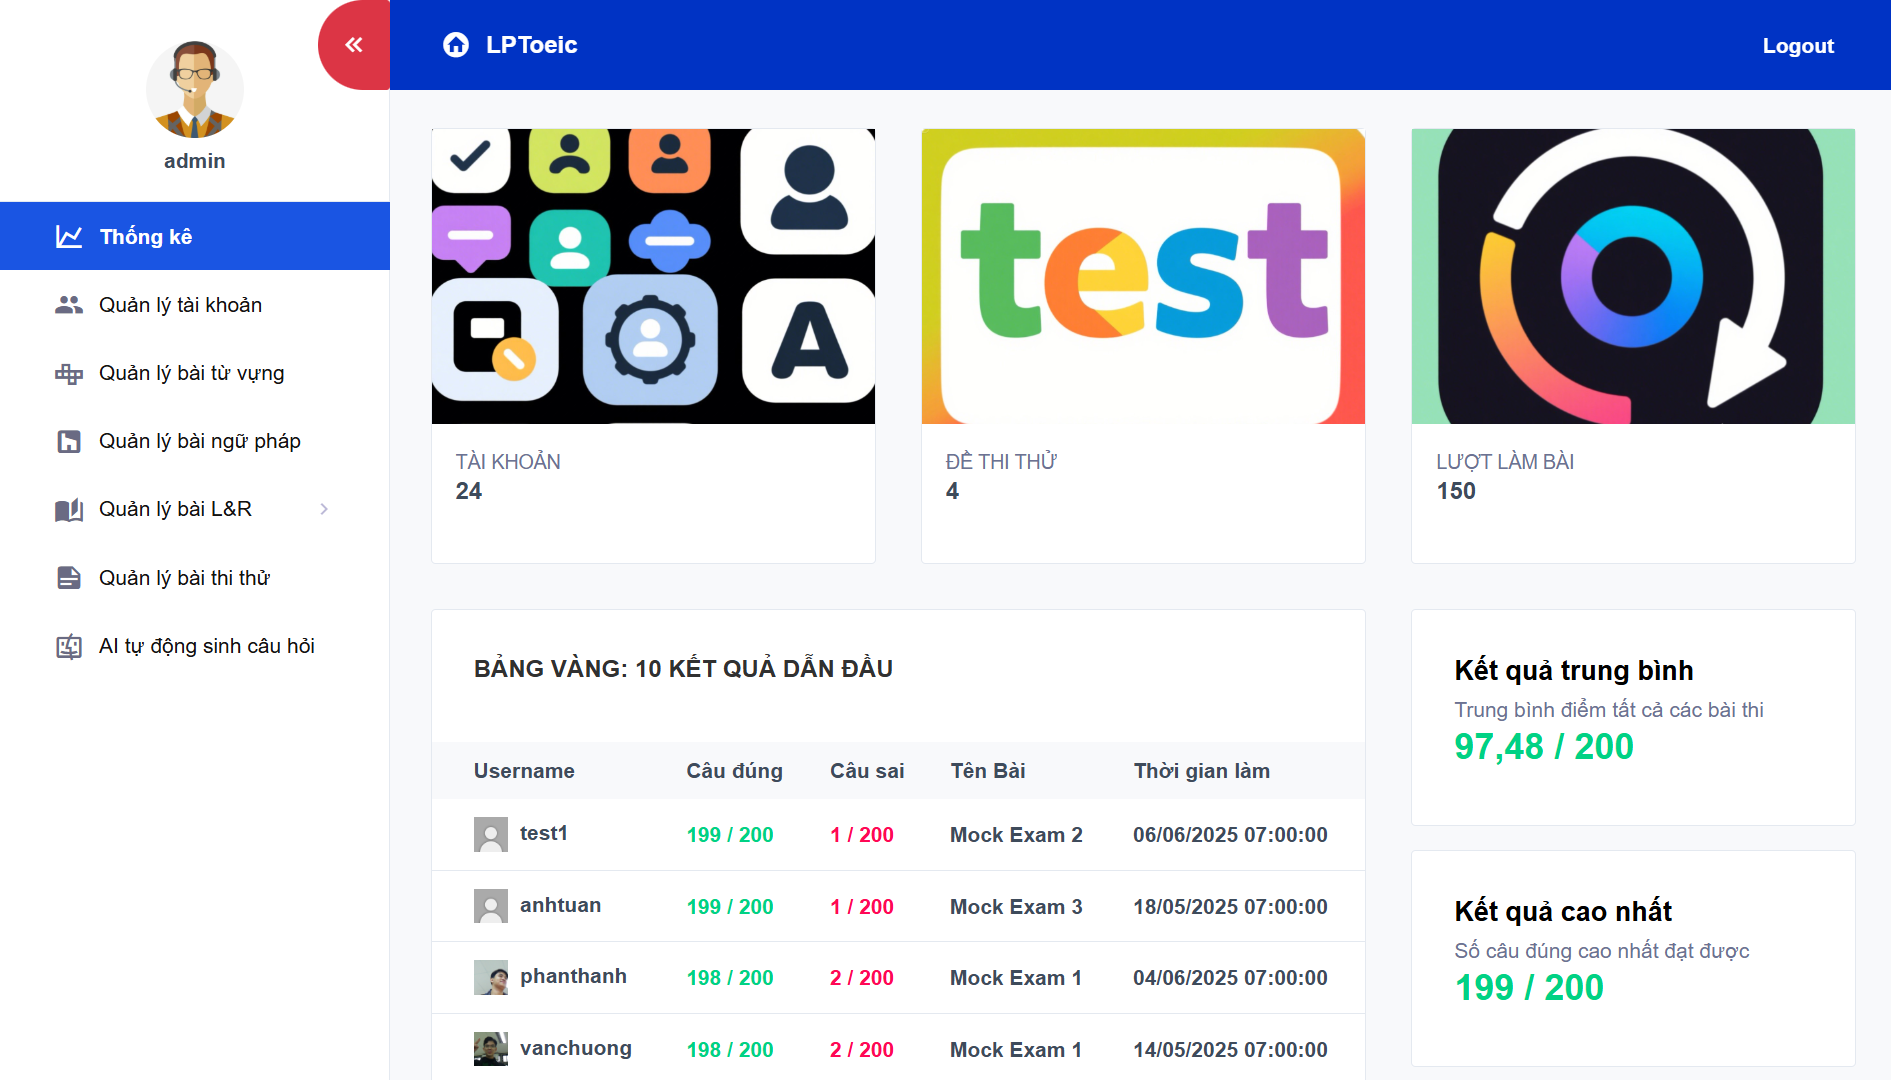 admin
Thống kê
Quản lý tài khoản
Quản lý bài từ vựng
Quản lý bài ngữ pháp
Quản lý bài L&R
Quản lý bài thi thử
AI tự động sinh câu hỏi
LPToeic
Logout
A
TÀI KHOẢN
24
test
ĐỀ THI THỬ
4
LƯỢT LÀM BÀI
150
BẢNG VÀNG: 10 KẾT QUẢ DẪN ĐẦU
Username Câu đúng Câu sai Tên Bài Thời gian làm
test1 199 / 200 1 / 200 Mock Exam 2 06/06/2025 07:00:00
anhtuan 199 / 200 1 / 200 Mock Exam 3 18/05/2025 07:00:00
phanthanh 198 / 200 2 / 200 Mock Exam 1 04/06/2025 07:00:00
vanchuong 198 / 200 2 / 200 Mock Exam 1 14/05/2025 07:00:00
Kết quả trung bình
Trung bình điểm tất cả các bài thi
97,48 / 200
Kết quả cao nhất
Số câu đúng cao nhất đạt được
199 / 200